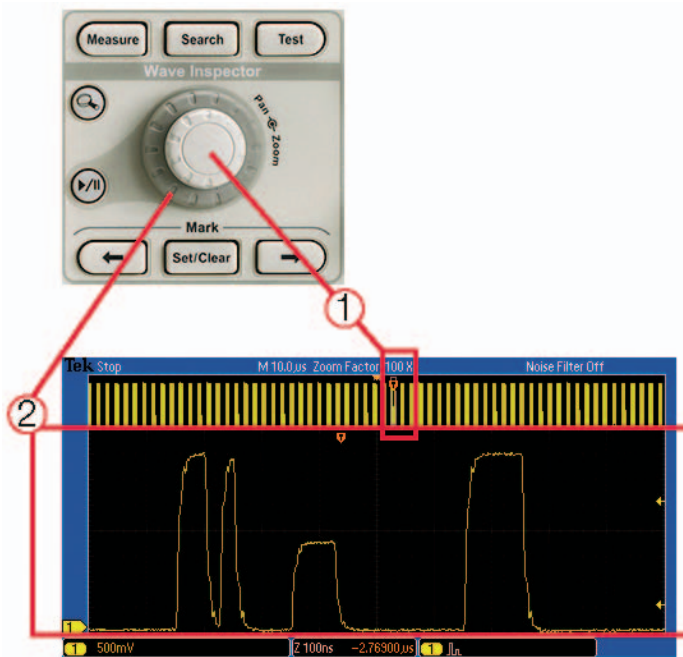 Measure Search Test
Wave Inspector
Pan Zoom
Mark
Set/Clear
1
2
Tek Stop M 10.0µs Zoom Factor: 100 X Noise Filter Off
T
T
1
1 500mV Z 100ns -2.76900µs 1